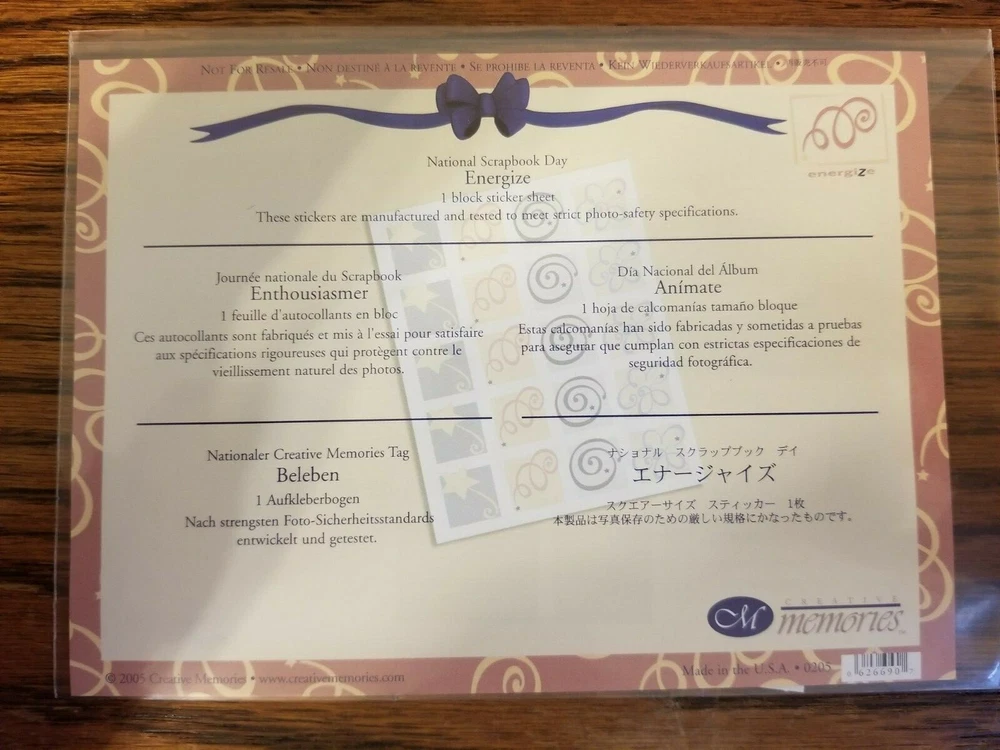 Not For Resale • Non destiné à la revente • Se prohibe la reventa • Kein Wiederverkaufsartikel •
energize
National Scrapbook Day
Energize
1 block sticker sheet
These stickers are manufactured and tested to meet strict photo-safety specifications.
Journée nationale du Scrapbook
Enthousiasmer
1 feuille d'autocollants en bloc
Ces autocollants sont fabriqués et mis à l'essai pour satisfaire
aux spécifications rigoureuses qui protègent contre le
vieillissement naturel des photos.
Día Nacional del Álbum
Anímate
1 hoja de calcomanías tamaño bloque
Estas calcomanías han sido fabricadas y sometidas a pruebas
para asegurar que cumplan con estrictas especificaciones de
seguridad fotográfica.
Nationaler Creative Memories Tag
Beleben
1 Aufkleberbogen
Nach strengsten Foto-Sicherheitsstandards
entwickelt und getestet.
ナショナル スクラップブック デイ
エナージャイズ
スクエアーサイズ スティッカー 1枚
本製品は写真保存のための厳しい規格にかなったものです。
M
CREATIVE
memories
© 2005 Creative Memories • www.creativememories.com
Made in the U.S.A. • 0205